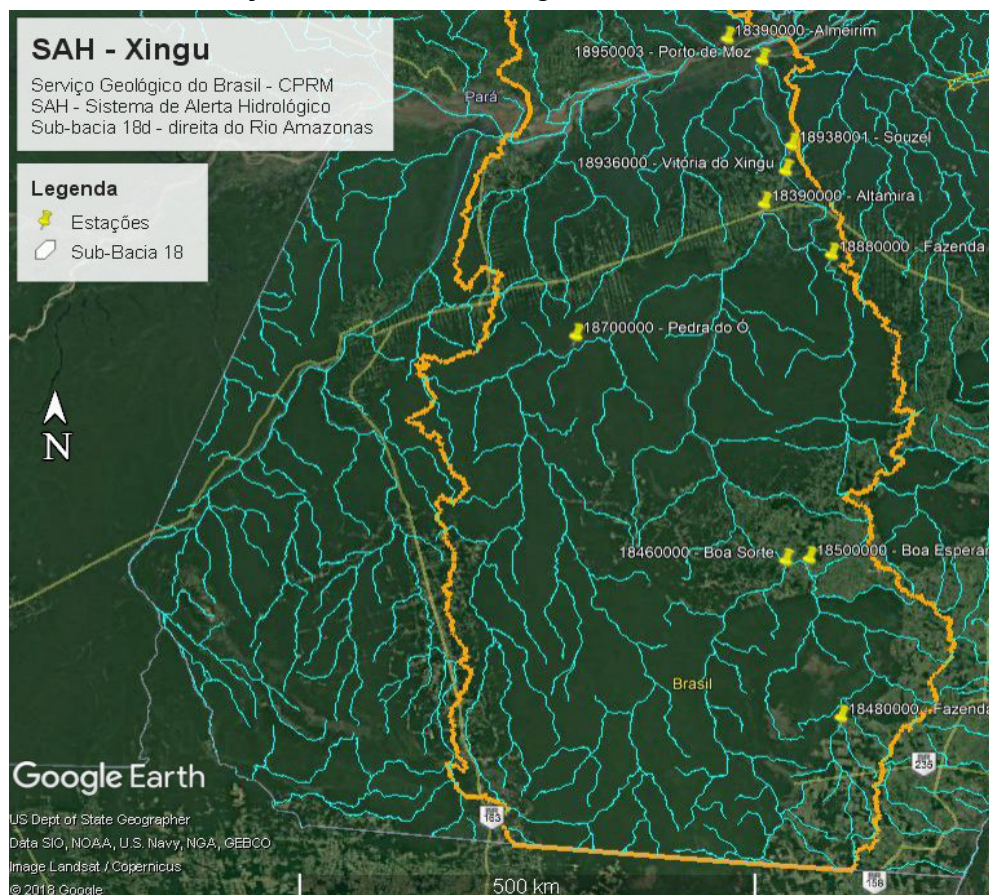 SAH - Xingu
Serviço Geológico do Brasil - CPRM
SAH - Sistema de Alerta Hidrológico
Sub-bacia 18d - direita do Rio Amazonas
Legenda
Estações
Sub-Bacia 18
18390000 - Almeirim
18950003 - Porto de Moz
Pará
18938001 - Souzel
18936000 - Vitória do Xingu
18390000 - Altamira
18880000 - Fazenda
18700000 - Pedra do Ó
N
18460000 - Boa Sorte
18500000 - Boa Esperan
Brasil
18480000 - Fazenda
235
163
158
Google Earth
US Dept of State Geographer
Data SIO, NOAA, U.S. Navy, NGA, GEBCO
Image Landsat / Copernicus
© 2018 Google
500 km